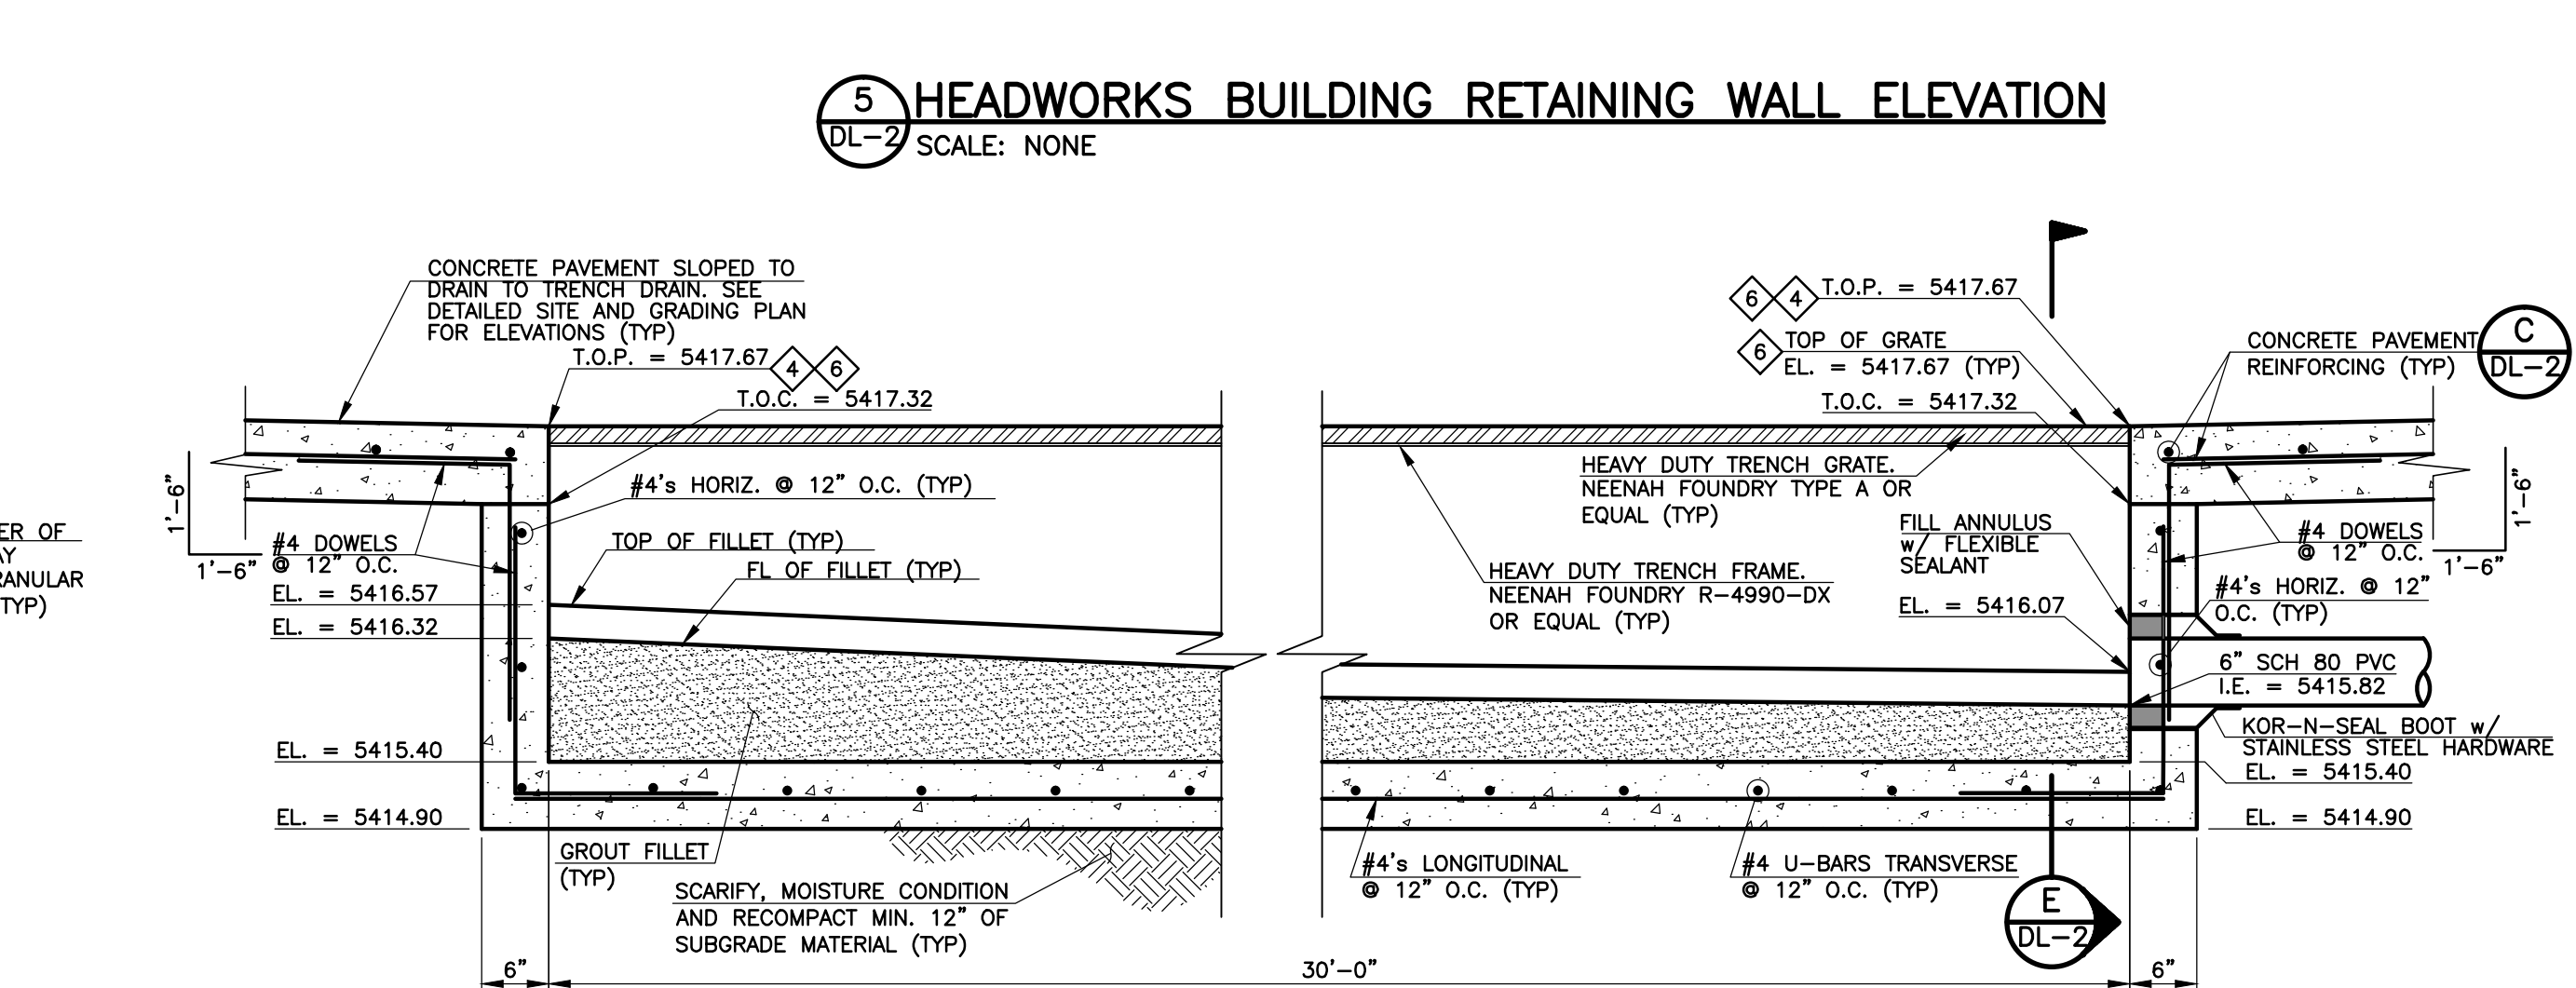 5
DL-2
HEADWORKS BUILDING RETAINING WALL ELEVATION
SCALE: NONE
CONCRETE PAVEMENT SLOPED TO
DRAIN TO TRENCH DRAIN. SEE
DETAILED SITE AND GRADING PLAN
FOR ELEVATIONS (TYP)
T.O.P. = 5417.67
4
6
T.O.C. = 5417.32
6
4
T.O.P. = 5417.67
6
TOP OF GRATE
EL. = 5417.67 (TYP)
T.O.C. = 5417.32
CONCRETE PAVEMENT
REINFORCING (TYP)
C
DL-2
1'-6"
1'-6"
#4 DOWELS
@ 12" O.C.
#4's HORIZ. @ 12" O.C. (TYP)
TOP OF FILLET (TYP)
FL OF FILLET (TYP)
EL. = 5416.57
EL. = 5416.32
EL. = 5415.40
EL. = 5414.90
OF
TYP)
HEAVY DUTY TRENCH GRATE.
NEENAH FOUNDRY TYPE A OR
EQUAL (TYP)
HEAVY DUTY TRENCH FRAME.
NEENAH FOUNDRY R-4990-DX
OR EQUAL (TYP)
FILL ANNULUS
w/ FLEXIBLE
SEALANT
EL. = 5416.07
#4 DOWELS
@ 12" O.C.
1'-6"
1'-6"
#4's HORIZ. @ 12"
O.C. (TYP)
6" SCH 80 PVC
I.E. = 5415.82
KOR-N-SEAL BOOT w/
STAINLESS STEEL HARDWARE
EL. = 5415.40
EL. = 5414.90
GROUT FILLET
(TYP)
SCARIFY, MOISTURE CONDITION
AND RECOMPACT MIN. 12" OF
SUBGRADE MATERIAL (TYP)
#4's LONGITUDINAL
@ 12" O.C. (TYP)
#4 U-BARS TRANSVERSE
@ 12" O.C. (TYP)
E
DL-2
6"
30'-0"
6"